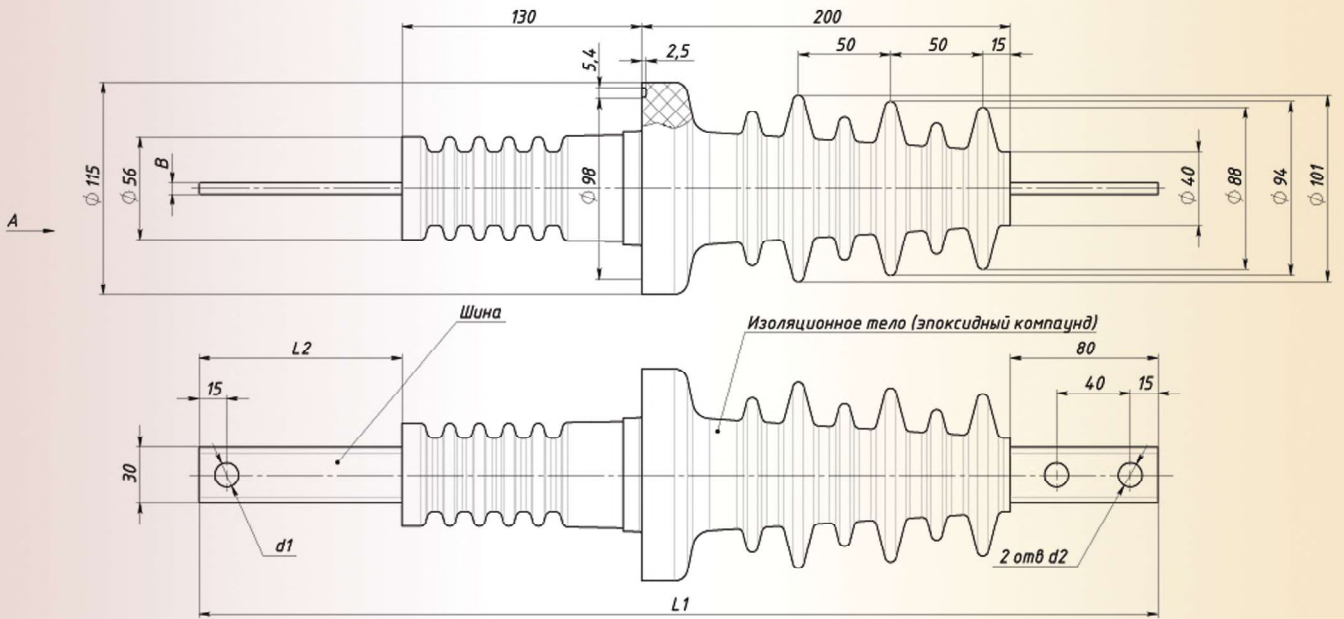 130
200
50
50
15
5,4
2,5
A
⌀ 115
⌀ 56
B
⌀ 98
⌀ 40
⌀ 88
⌀ 94
⌀ 101
Шина
Изоляционное тело (эпоксидный компаунд)
L2
80
15
40
15
30
d1
2 отв d2
L1